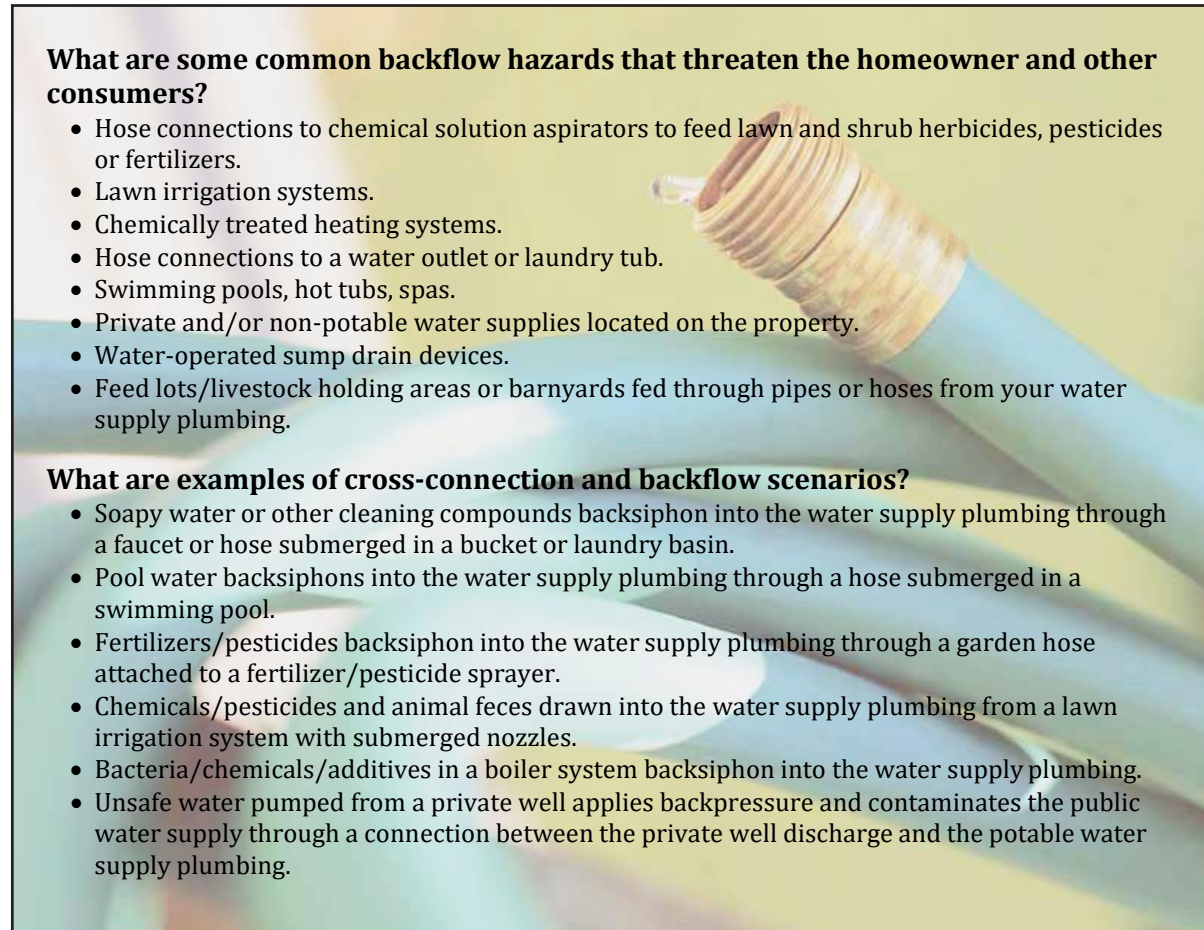 What are some common backflow hazards that threaten the homeowner and other
consumers?
• Hose connections to chemical solution aspirators to feed lawn and shrub herbicides, pesticides
or fertilizers.
• Lawn irrigation systems.
• Chemically treated heating systems.
• Hose connections to a water outlet or laundry tub.
• Swimming pools, hot tubs, spas.
• Private and/or non-potable water supplies located on the property.
• Water-operated sump drain devices.
• Feed lots/livestock holding areas or barnyards fed through pipes or hoses from your water
supply plumbing.
What are examples of cross-connection and backflow scenarios?
• Soapy water or other cleaning compounds backsiphon into the water supply plumbing through
a faucet or hose submerged in a bucket or laundry basin.
• Pool water backsiphons into the water supply plumbing through a hose submerged in a
swimming pool.
• Fertilizers/pesticides backsiphon into the water supply plumbing through a garden hose
attached to a fertilizer/pesticide sprayer.
• Chemicals/pesticides and animal feces drawn into the water supply plumbing from a lawn
irrigation system with submerged nozzles.
• Bacteria/chemicals/additives in a boiler system backsiphon into the water supply plumbing.
• Unsafe water pumped from a private well applies backpressure and contaminates the public
water supply through a connection between the private well discharge and the potable water
supply plumbing.